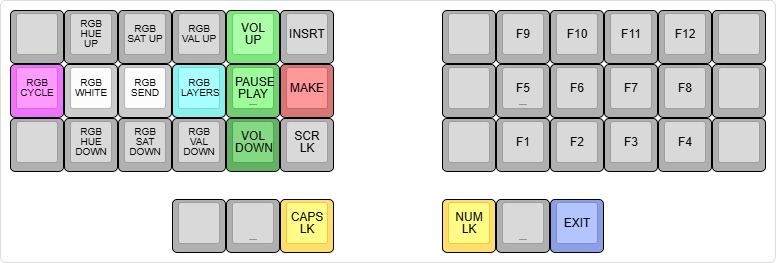 RGB HUE UP
RGB SAT UP
RGB VAL UP
VOL UP
INSRT
F9
F10
F11
F12
RGB CYCLE
RGB WHITE
RGB SEND
RGB LAYERS
PAUSE PLAY _
MAKE
F5 _
F6
F7
F8
RGB HUE DOWN
RGB SAT DOWN
RGB VAL DOWN
VOL DOWN
SCR LK
F1
F2
F3
F4
_
CAPS LK
NUM LK
_
EXIT